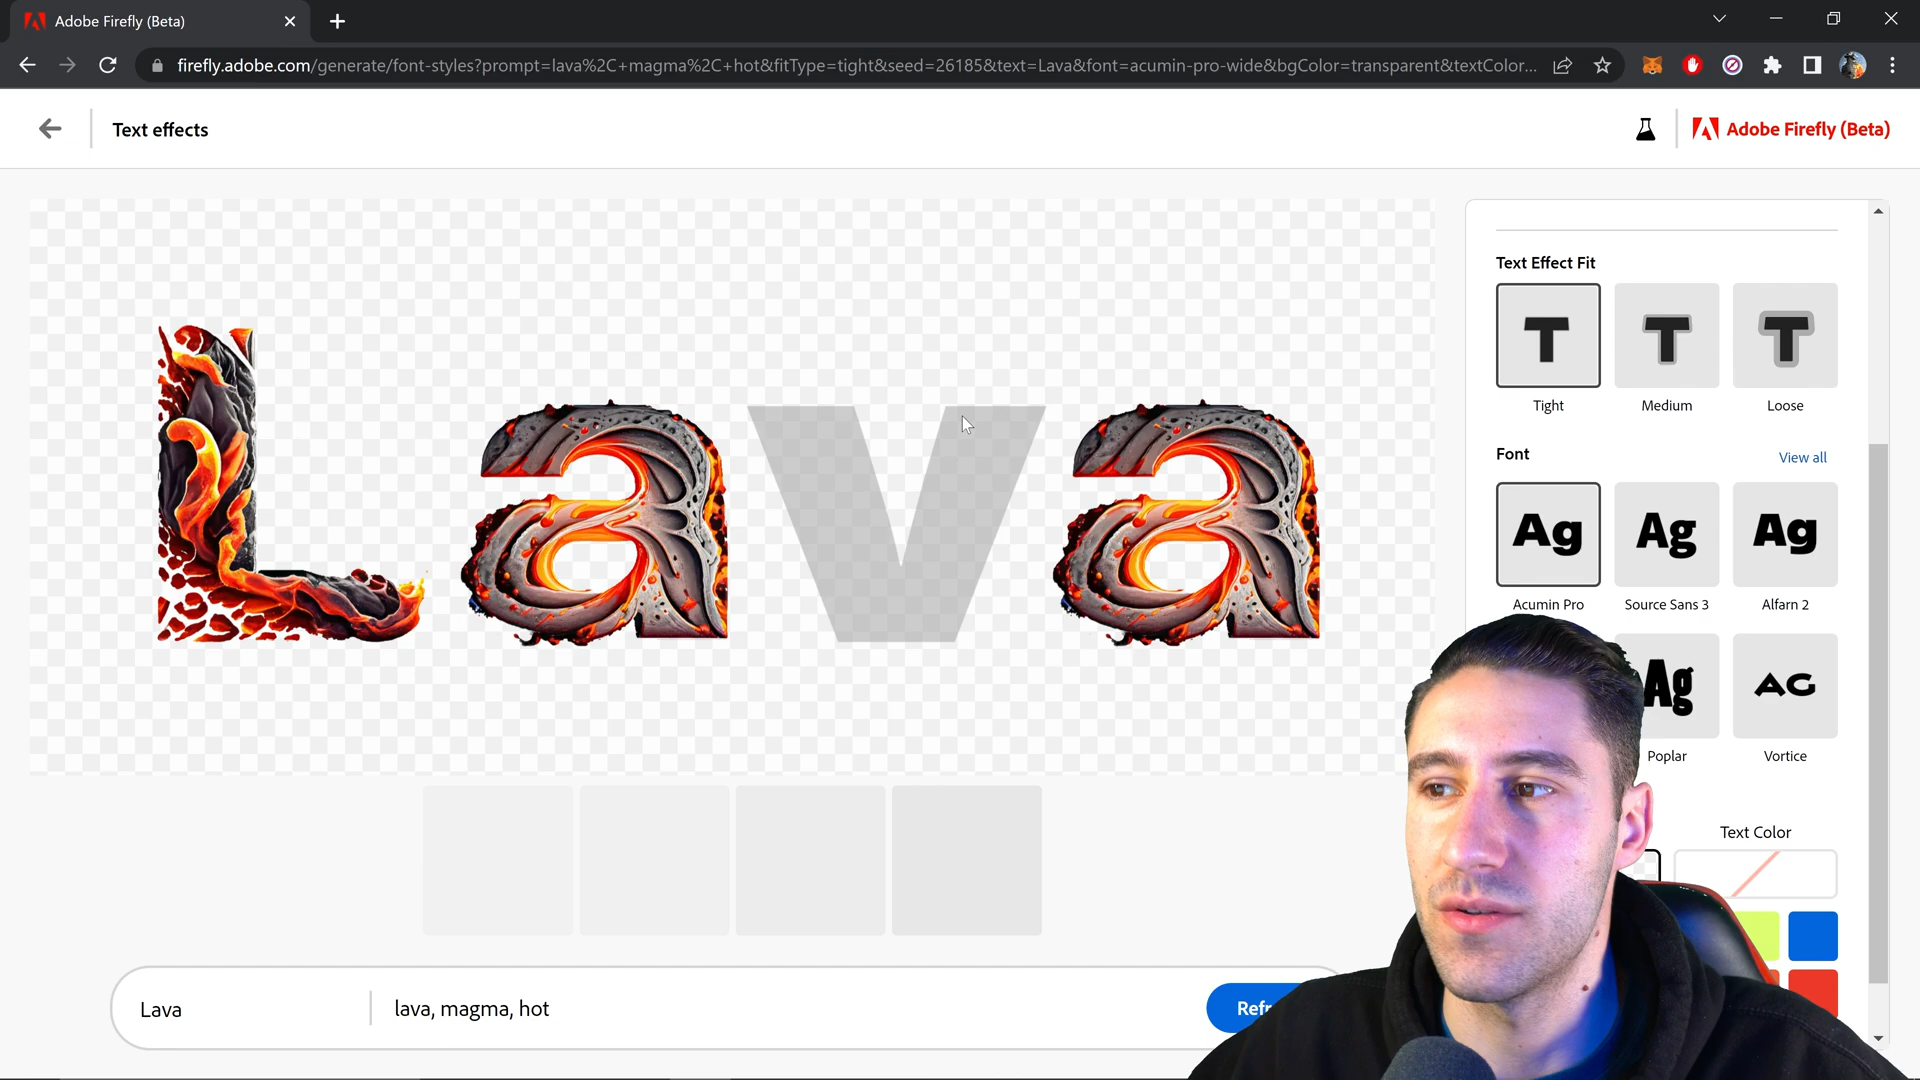 Adobe Firefly (Beta)
firefly.adobe.com/generate/font-styles?prompt=lava%2C+magma%2C+hot&fitType=tight&seed=26185&text=Lava&font=acumin-pro-wide&bgColor=transparent&textColor...
Text effects
Adobe Firefly (Beta)
Lava
Text Effect Fit
T T T
Tight Medium Loose
Font View all
Ag Ag Ag
Acumin Pro Source Sans 3 Alfarn 2
Ag AG
Poplar Vortice
Text Color
Lava
lava, magma, hot
Refr